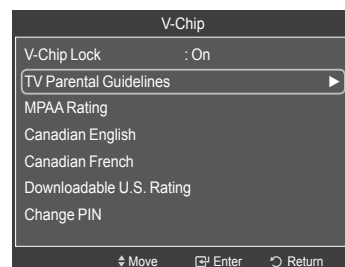 V-Chip
V-Chip Lock : On
TV Parental Guidelines ►
MPAA Rating
Canadian English
Canadian French
Downloadable U.S. Rating
Change PIN
Move Enter Return